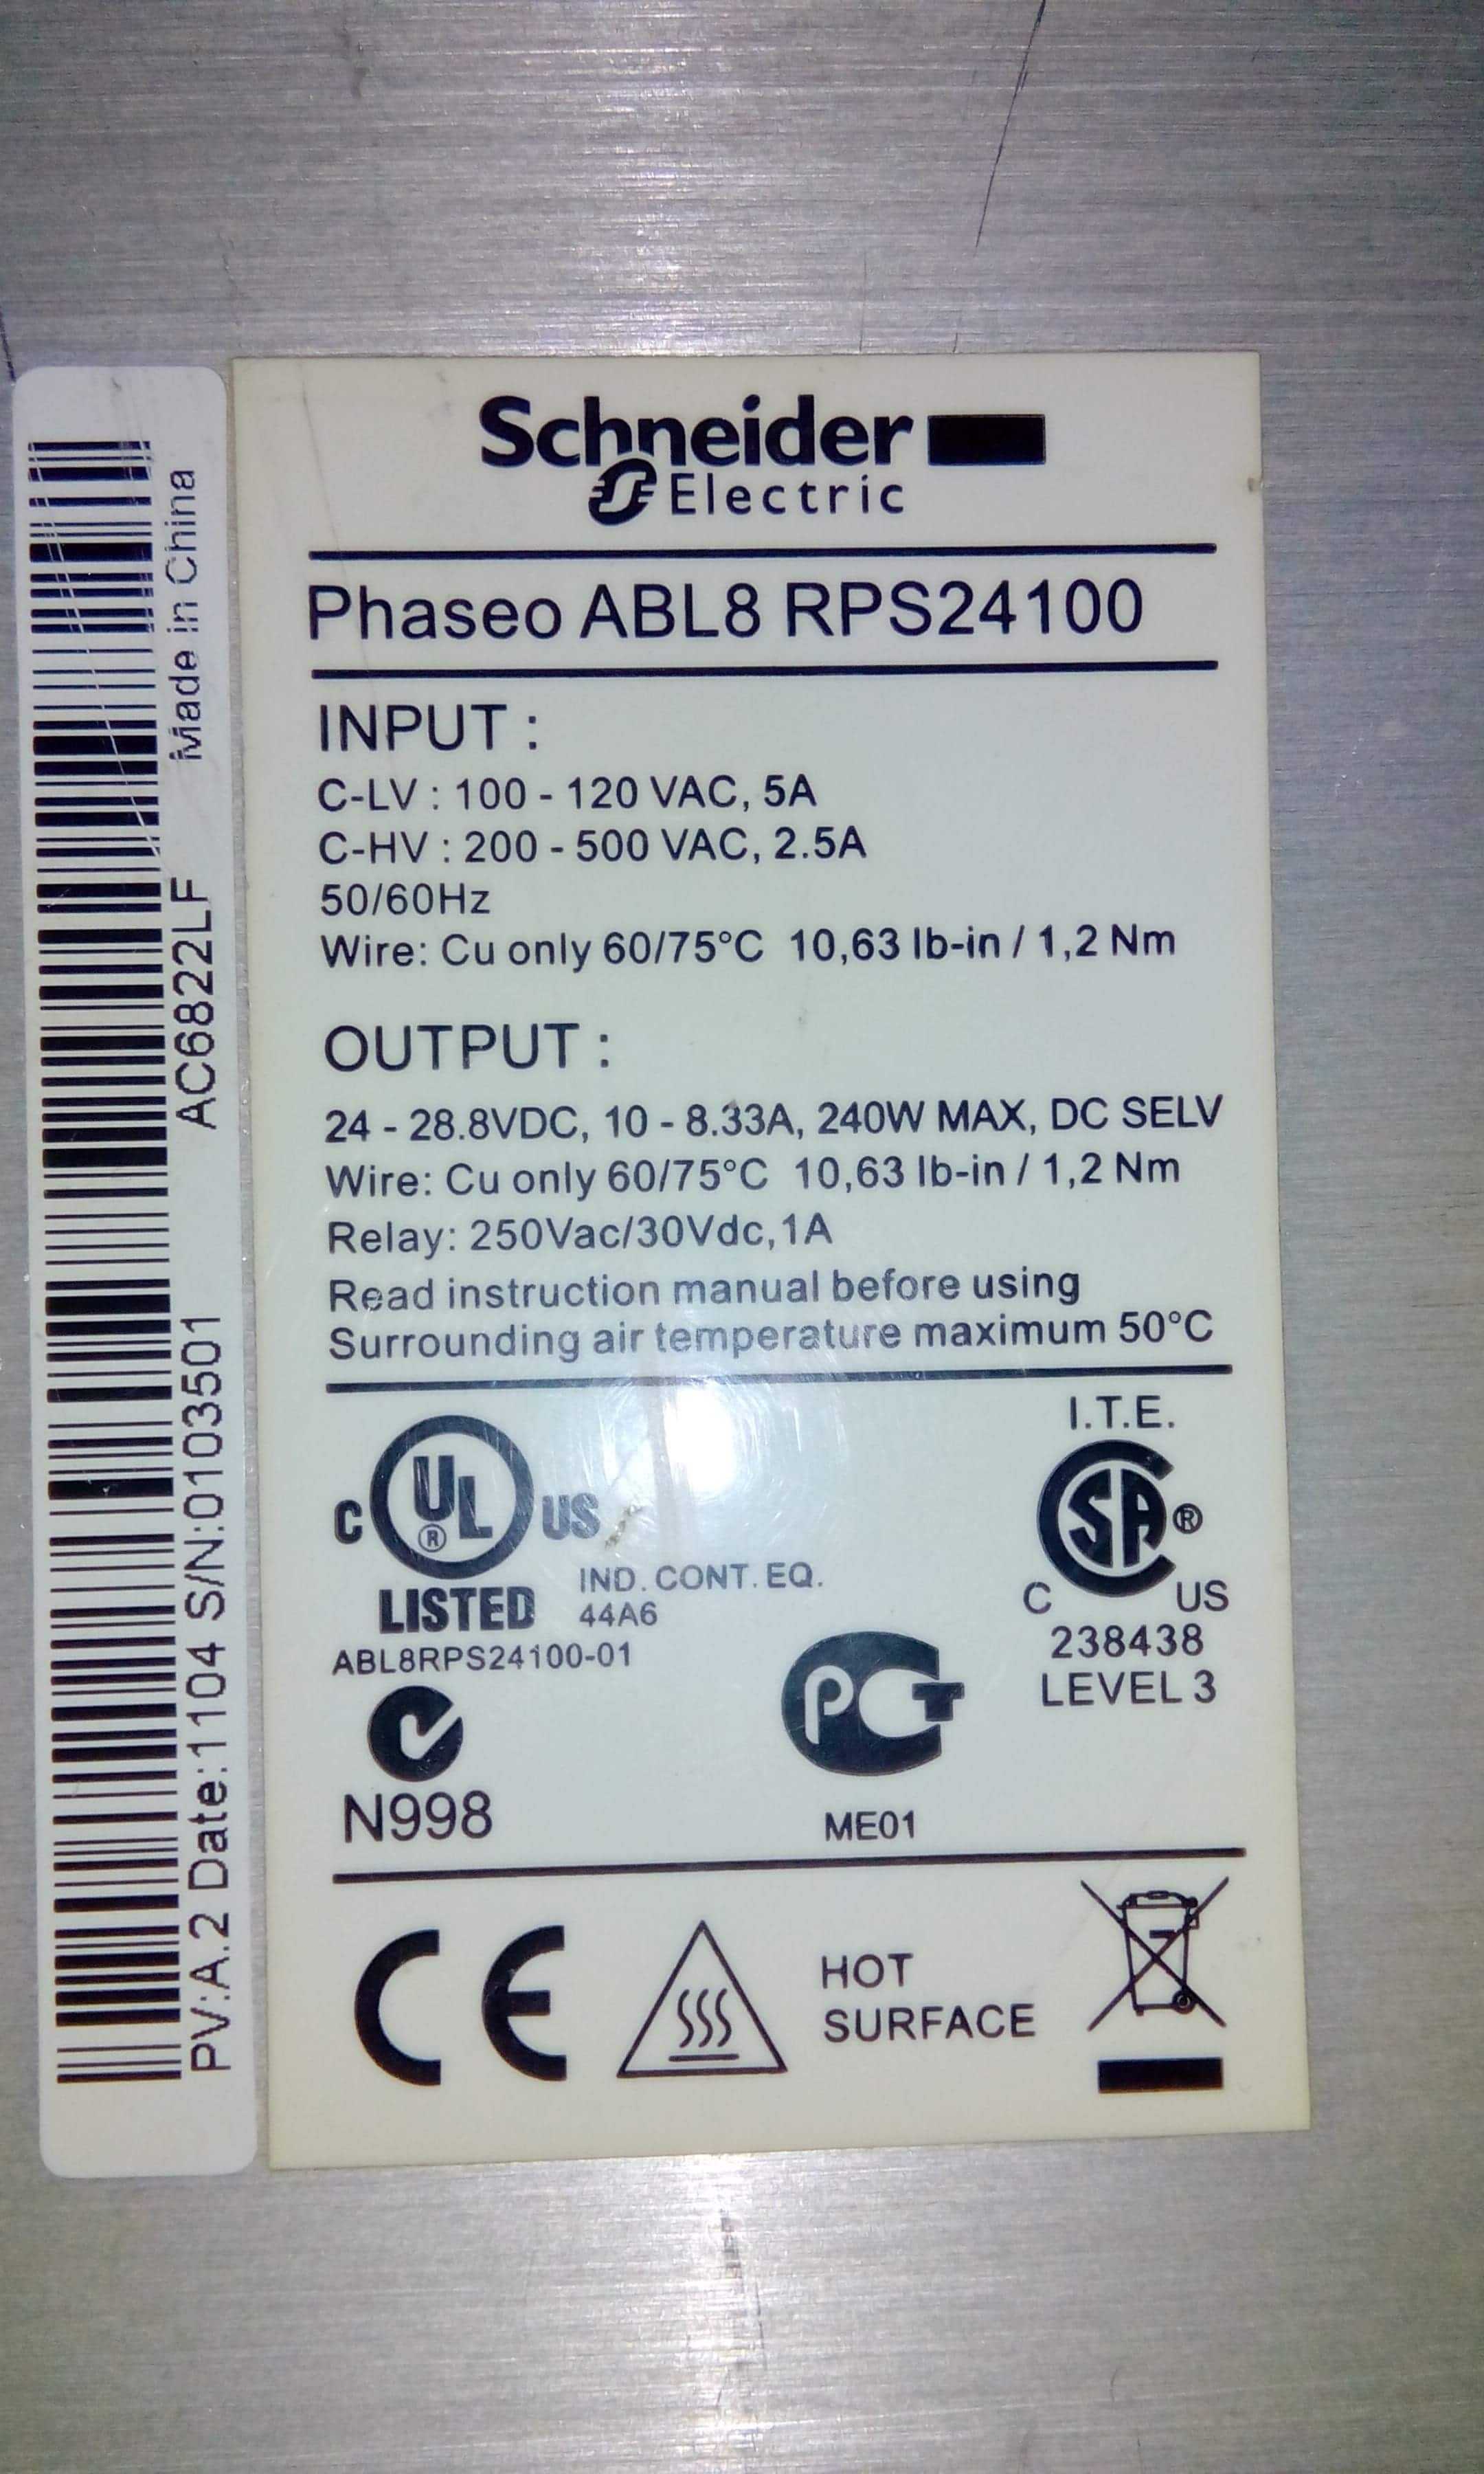 Schneider
Electric
Phaseo ABL8 RPS24100
INPUT :
C-LV : 100 - 120 VAC, 5A
C-HV : 200 - 500 VAC, 2.5A
50/60Hz
Wire: Cu only 60/75°C 10,63 lb-in / 1,2 Nm
OUTPUT :
24 - 28.8VDC, 10 - 8.33A, 240W MAX, DC SELV
Wire: Cu only 60/75°C 10,63 lb-in / 1,2 Nm
Relay: 250Vac/30Vdc,1A
Read instruction manual before using
Surrounding air temperature maximum 50°C
I.T.E.
C UL ® US
LISTED
IND. CONT. EQ.
44A6
ABL8RPS24100-01
SA ®
C US
238438
LEVEL 3
N998
PCT
ME01
CE
HOT
SURFACE
PV:A.2 Date:1104 S/N:0103501
AC6822LF
Made in China